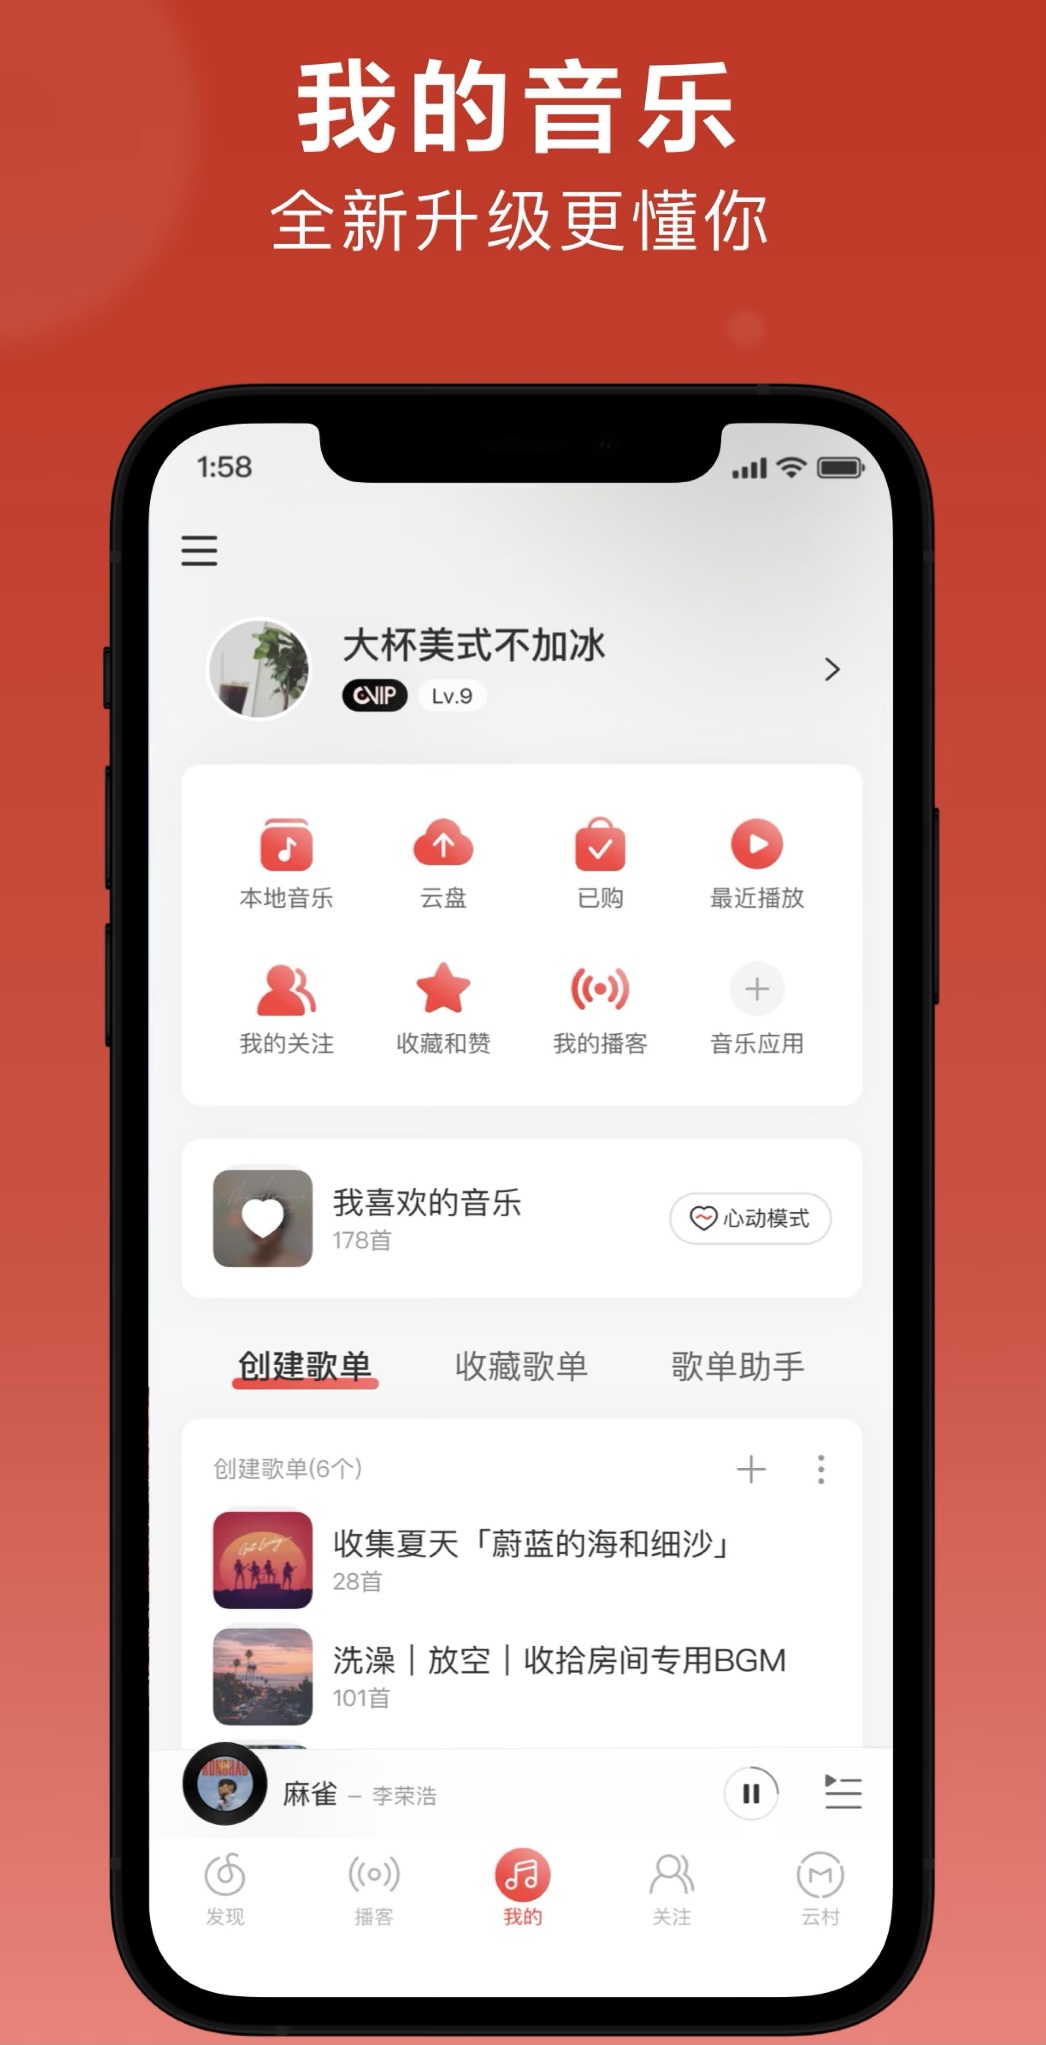 我的音乐
全新升级更懂你
1:58
大杯美式不加冰
VIP Lv.9
本地音乐 云盘 已购 最近播放
我的关注 收藏和赞 我的播客 音乐应用
我喜欢的音乐
178首
心动模式
创建歌单 收藏歌单 歌单助手
创建歌单(6个)
收集夏天「蔚蓝的海和细沙」
28首
洗澡｜放空｜收拾房间专用BGM
101首
麻雀 – 李荣浩
发现 播客 我的 关注 云村